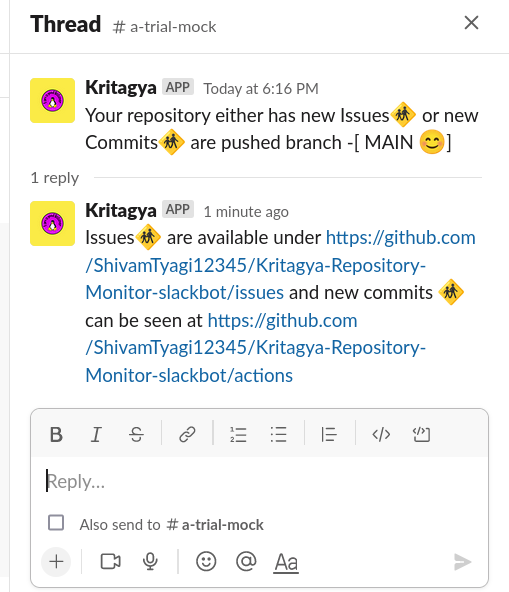 Thread # a-trial-mock
Kritagya APP Today at 6:16 PM
Your repository either has new Issues🚸 or new
Commits🚸 are pushed branch -[ MAIN 😊]
1 reply
Kritagya APP 1 minute ago
Issues🚸 are available under https://github.com
/ShivamTyagi12345/Kritagya-Repository-
Monitor-slackbot/issues and new commits 🚸
can be seen at https://github.com
/ShivamTyagi12345/Kritagya-Repository-
Monitor-slackbot/actions
B I S
Reply...
Also send to # a-trial-mock
@ Aa